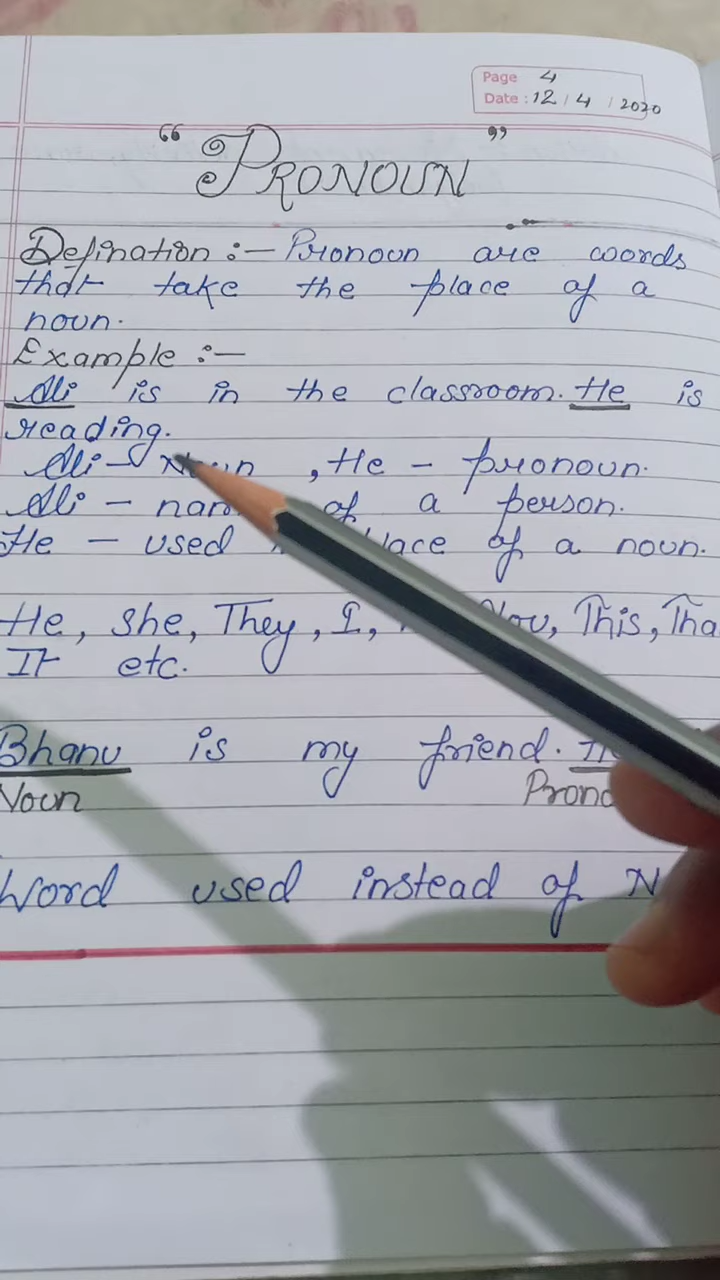 Page 4
Date : 12 / 4 / 2020
“ PRONOUN ”
Defination :- Pronoun are words
that take the place of a
noun.
Example :-
Ali is in the classroom. He is
reading.
Ali - Noun , He - pronoun.
Ali - of a person.
He - used of a noun.
He, she, They, I, You, This,
It etc.
Bhanu is my friend.
Noun
Word used instead of